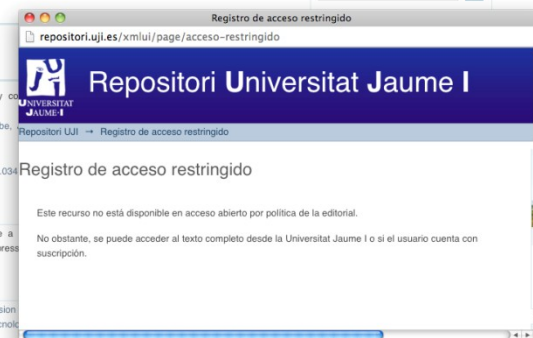 Registro de acceso restringido
repositori.uji.es/xmlui/page/acceso-restringido
UNIVERSITAT
JAUME·I
Repositori Universitat Jaume I
Repositori UJI → Registro de acceso restringido
Registro de acceso restringido
Este recurso no está disponible en acceso abierto por política de la editorial.
No obstante, se puede acceder al texto completo desde la Universitat Jaume I o si el usuario cuenta con
suscripción.